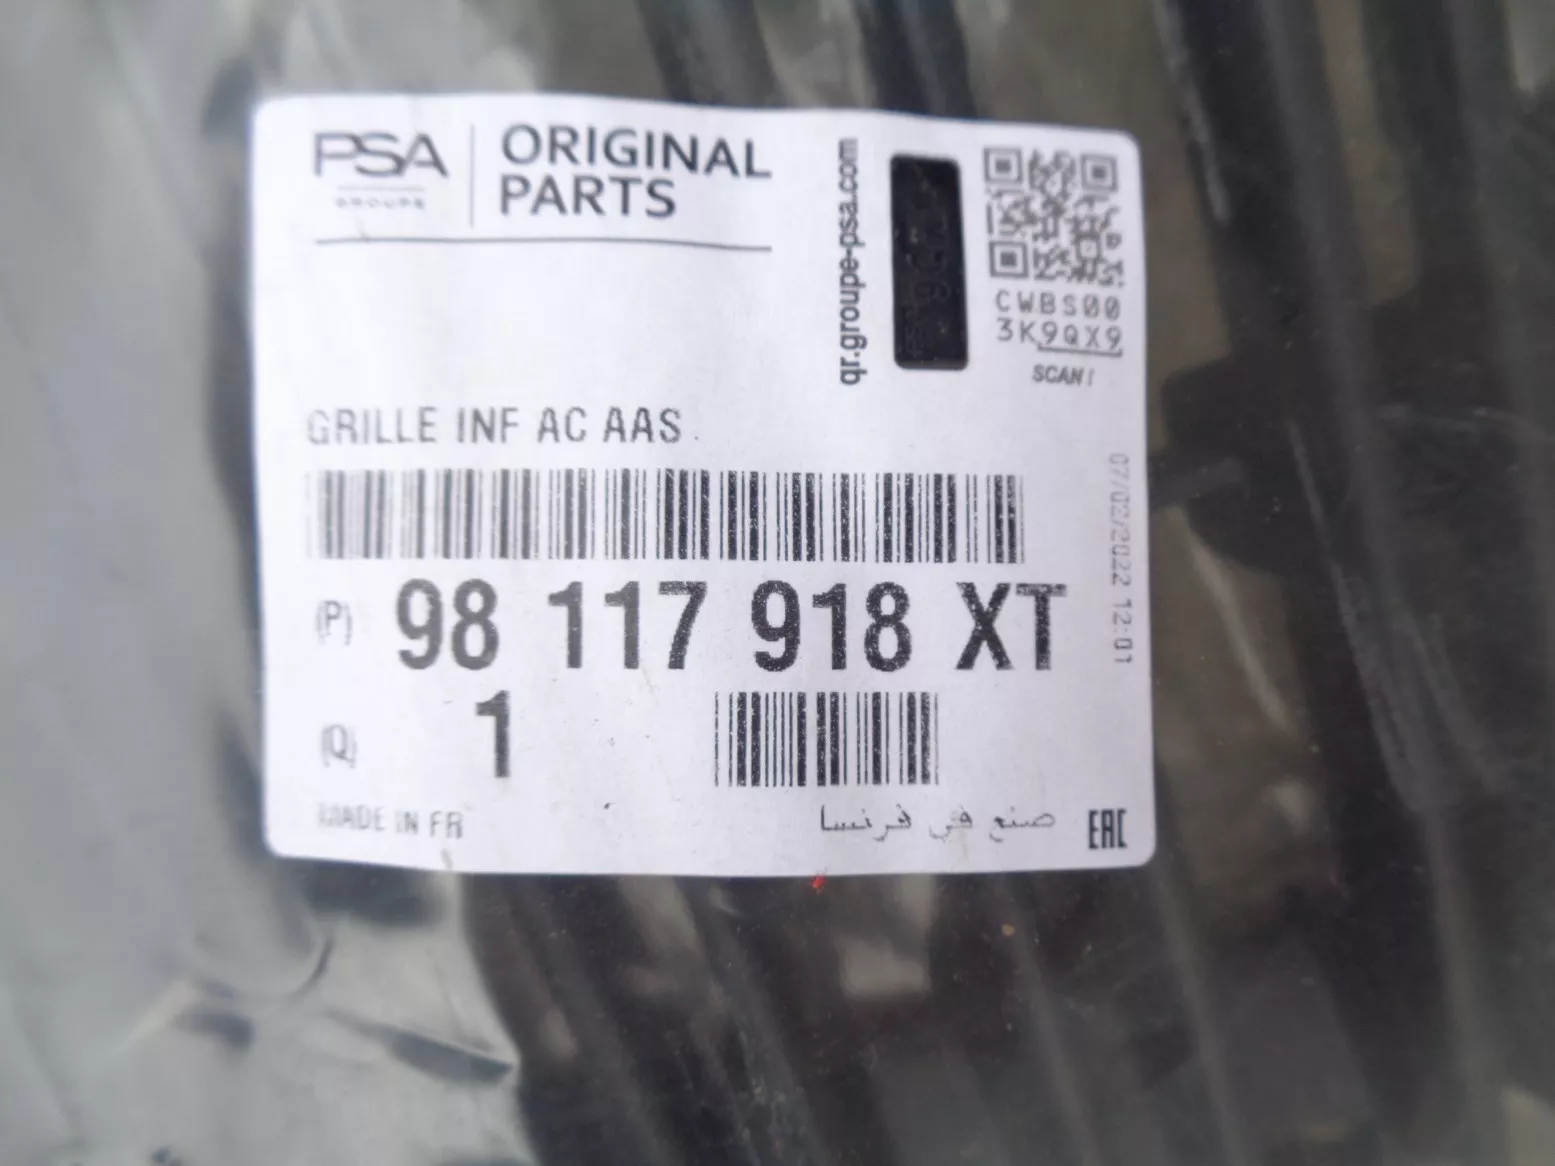 PSA
GROUPE
ORIGINAL
PARTS
qr.groupe-psa.com
CWBS00
3K9QX9
SCAN!
GRILLE INF AC AAS
07/02/2022 12:01
(P) 98 117 918 XT
(Q) 1
MADE IN FR
صنع في فرنسا
EAC